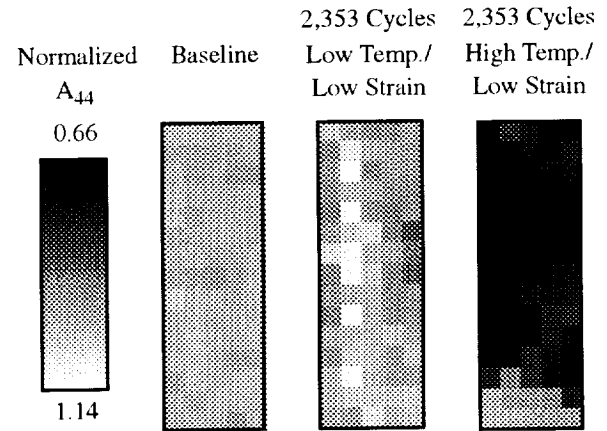 Normalized
A44
0.66
1.14
Baseline
2,353 Cycles
Low Temp./
Low Strain
2,353 Cycles
High Temp./
Low Strain